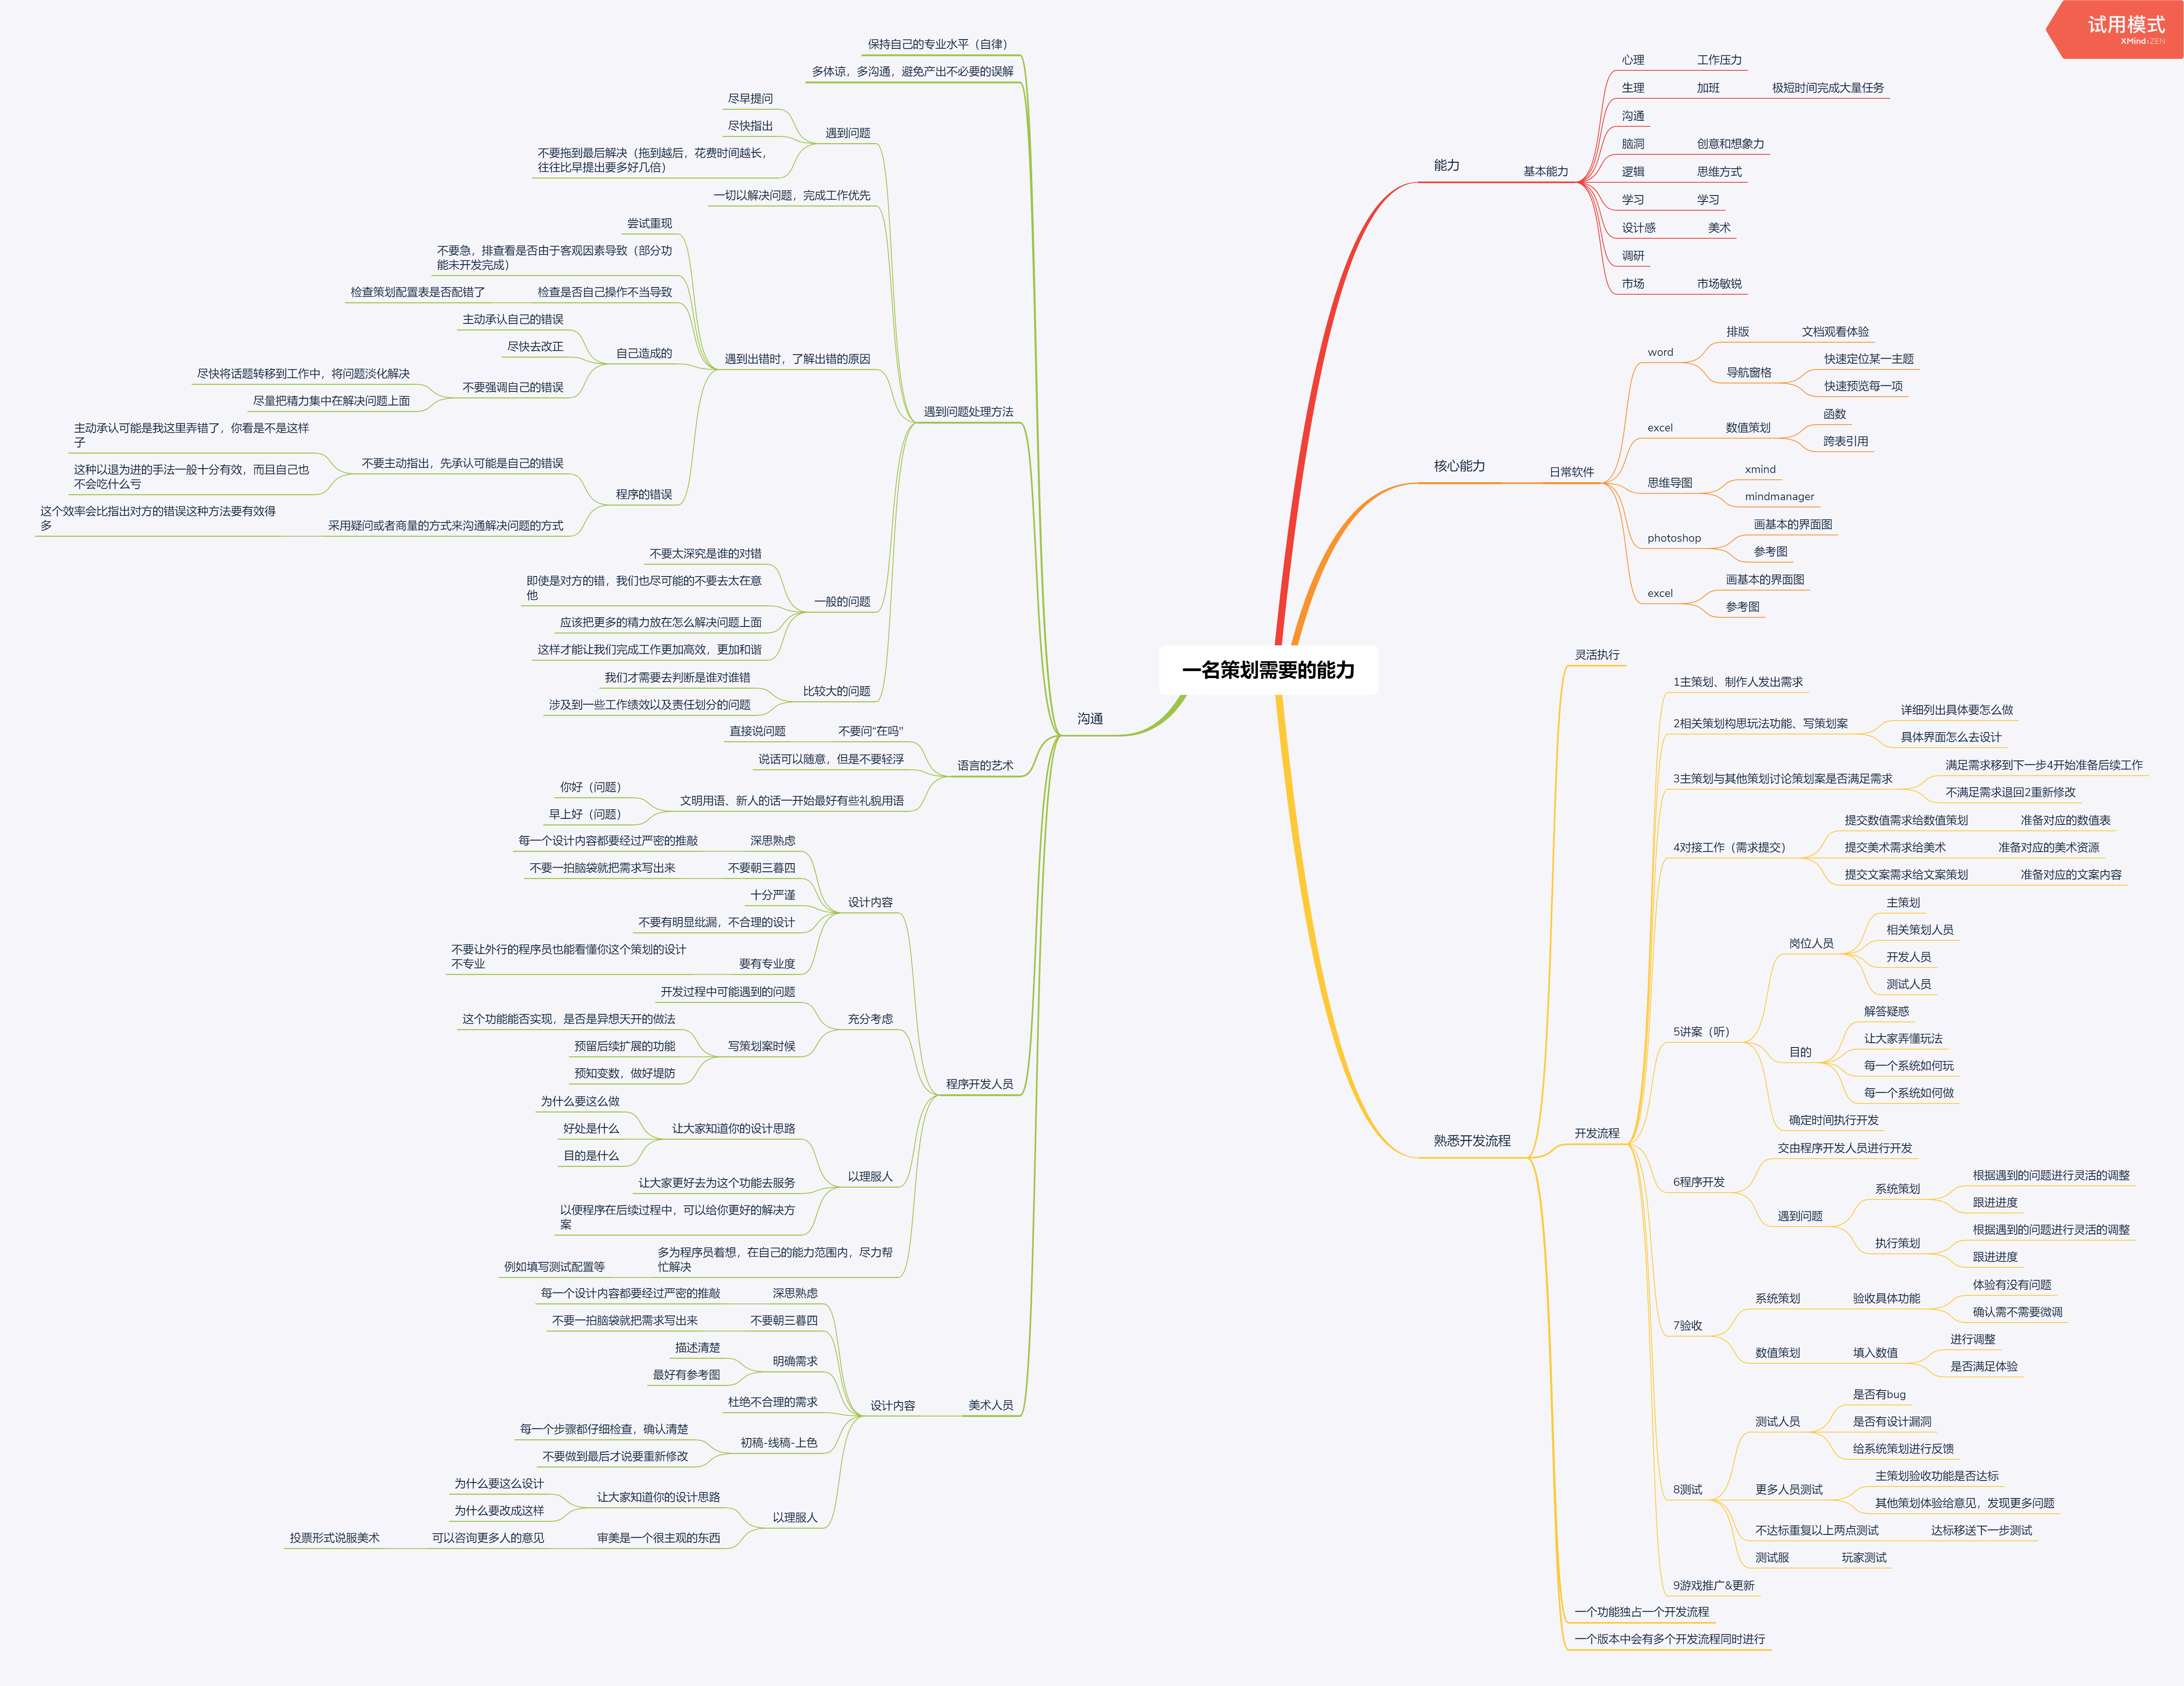 试用模式
XMind:ZEN
一名策划需要的能力
能力
基本能力
心理
工作压力
生理
加班
极短时间完成大量任务
沟通
脑洞
创意和想象力
逻辑
思维方式
学习
学习
设计感
美术
调研
市场
市场敏锐
核心能力
日常软件
word
排版
文档观看体验
导航窗格
快速定位某一主题
快速预览每一项
excel
数值策划
函数
跨表引用
思维导图
xmind
mindmanager
photoshop
画基本的界面图
参考图
excel
画基本的界面图
参考图
熟悉开发流程
灵活执行
开发流程
1主策划、制作人发出需求
2相关策划构思玩法功能、写策划案
详细列出具体要怎么做
具体界面怎么去设计
3主策划与其他策划讨论策划案是否满足需求
满足需求移到下一步4开始准备后续工作
不满足需求退回2重新修改
4对接工作（需求提交）
提交数值需求给数值策划
准备对应的数值表
提交美术需求给美术
准备对应的美术资源
提交文案需求给文案策划
准备对应的文案内容
5讲案（听）
岗位人员
主策划
相关策划人员
开发人员
测试人员
目的
解答疑惑
让大家弄懂玩法
每一个系统如何玩
每一个系统如何做
确定时间执行开发
6程序开发
交由程序开发人员进行开发
遇到问题
系统策划
根据遇到的问题进行灵活的调整
跟进进度
执行策划
根据遇到的问题进行灵活的调整
跟进进度
7验收
系统策划
验收具体功能
体验有没有问题
确认需不需要微调
数值策划
填入数值
进行调整
是否满足体验
8测试
测试人员
是否有bug
是否有设计漏洞
给系统策划进行反馈
更多人员测试
主策划验收功能是否达标
其他策划体验给意见，发现更多问题
不达标重复以上两点测试
达标移送下一步测试
测试服
玩家测试
9游戏推广&更新
一个功能独占一个开发流程
一个版本中会有多个开发流程同时进行
沟通
保持自己的专业水平（自律）
多体谅，多沟通，避免产出不必要的误解
遇到问题处理方法
遇到问题
尽早提问
尽快指出
不要拖到最后解决（拖到越后，花费时间越长，
往往比早提出要多好几倍）
一切以解决问题，完成工作优先
遇到出错时，了解出错的原因
尝试重现
不要急，排查看是否由于客观因素导致（部分功
能未开发完成）
检查是否自己操作不当导致
检查策划配置表是否配错了
自己造成的
主动承认自己的错误
尽快去改正
不要强调自己的错误
尽快将话题转移到工作中，将问题淡化解决
尽量把精力集中在解决问题上面
程序的错误
不要主动指出，先承认可能是自己的错误
主动承认可能是我这里弄错了，你看是不是这样
子
这种以退为进的手法一般十分有效，而且自己也
不会吃什么亏
采用疑问或者商量的方式来沟通解决问题的方式
这个效率会比指出对方的错误这种方法要有效得
多
一般的问题
不要太深究是谁的对错
即使是对方的错，我们也尽可能的不要去太在意
他
应该把更多的精力放在怎么解决问题上面
这样才能让我们完成工作更加高效，更加和谐
比较大的问题
我们才需要去判断是谁对谁错
涉及到一些工作绩效以及责任划分的问题
语言的艺术
不要问“在吗”
直接说问题
说话可以随意，但是不要轻浮
文明用语、新人的话一开始最好有些礼貌用语
你好（问题）
早上好（问题）
程序开发人员
设计内容
深思熟虑
每一个设计内容都要经过严密的推敲
不要朝三暮四
不要一拍脑袋就把需求写出来
十分严谨
不要有明显纰漏，不合理的设计
要有专业度
不要让外行的程序员也能看懂你这个策划的设计
不专业
充分考虑
开发过程中可能遇到的问题
写策划案时候
这个功能能否实现，是否是异想天开的做法
预留后续扩展的功能
预知变数，做好堤防
以理服人
让大家知道你的设计思路
为什么要这么做
好处是什么
目的是什么
让大家更好去为这个功能去服务
以便程序在后续过程中，可以给你更好的解决方
案
多为程序员着想，在自己的能力范围内，尽力帮
忙解决
例如填写测试配置等
美术人员
设计内容
深思熟虑
每一个设计内容都要经过严密的推敲
不要朝三暮四
不要一拍脑袋就把需求写出来
明确需求
描述清楚
最好有参考图
杜绝不合理的需求
初稿-线稿-上色
每一个步骤都仔细检查，确认清楚
不要做到最后才说要重新修改
以理服人
让大家知道你的设计思路
为什么要这么设计
为什么要改成这样
审美是一个很主观的东西
可以咨询更多人的意见
投票形式说服美术